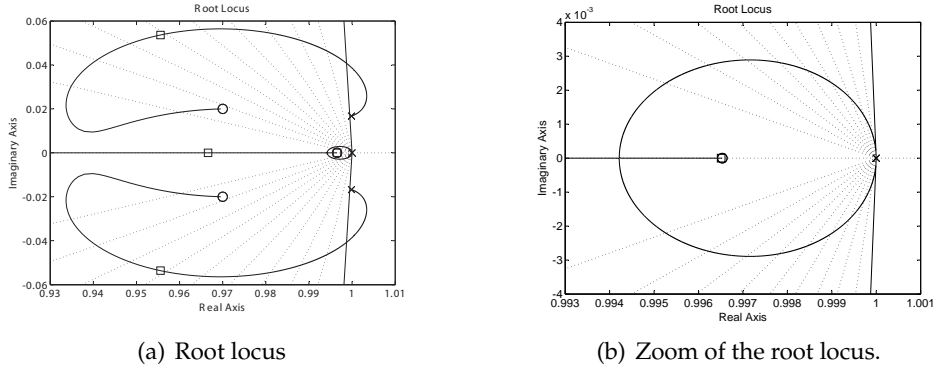 Root Locus
0.06
0.04
0.02
0
-0.02
-0.04
-0.06
Imaginary Axis
0.93 0.94 0.95 0.96 0.97 0.98 0.99 1 1.01
Real Axis
(a) Root locus
Root Locus
x 10⁻³
4
3
2
1
0
-1
-2
-3
-4
Imaginary Axis
0.993 0.994 0.995 0.996 0.997 0.998 0.999 1 1.001
Real Axis
(b) Zoom of the root locus.